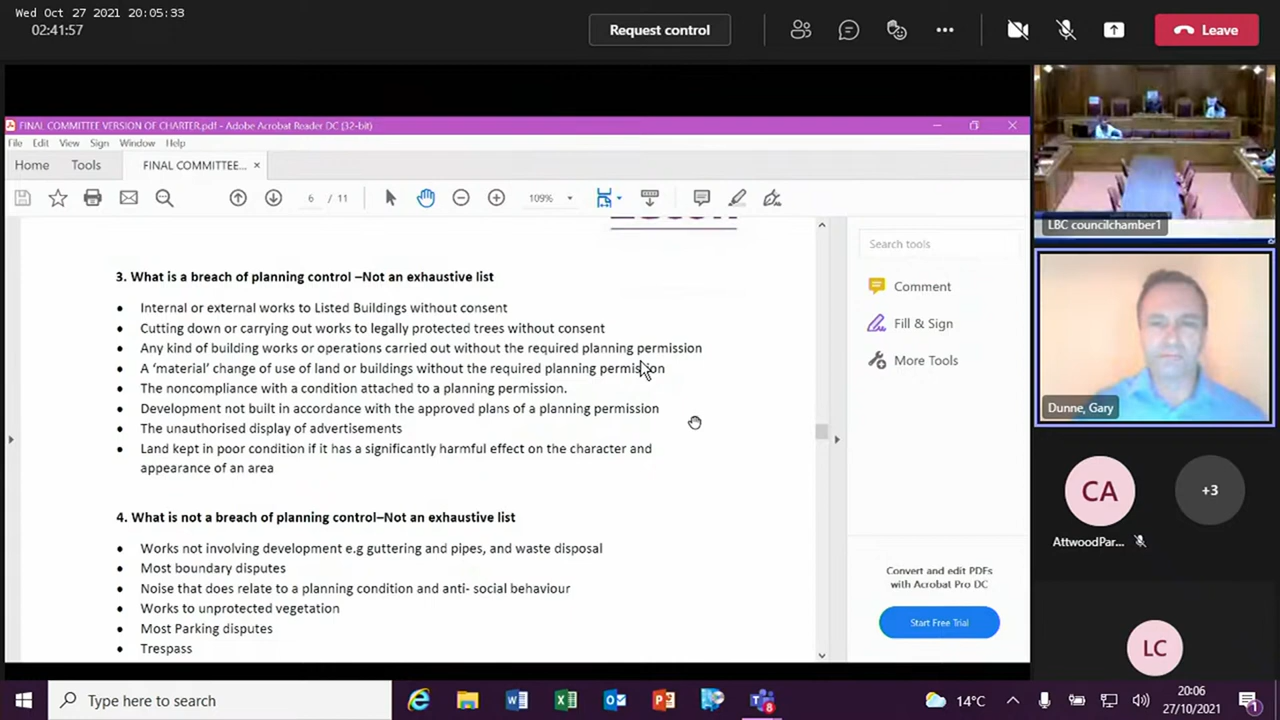 Wed Oct 27 2021 20:05:33
02:41:57
Request control
Leave
FINAL COMMITTEE VERSION OF CHARTER.pdf - Adobe Acrobat Reader DC (32-bit)
File Edit View Sign Window Help
Home Tools FINAL COMMITTEE... ×
6 / 11 109%
Search tools
Comment
Fill & Sign
More Tools
Convert and edit PDFs
with Acrobat Pro DC
Start Free Trial
3. What is a breach of planning control –Not an exhaustive list
• Internal or external works to Listed Buildings without consent
• Cutting down or carrying out works to legally protected trees without consent
• Any kind of building works or operations carried out without the required planning permission
• A ‘material’ change of use of land or buildings without the required planning permission
• The noncompliance with a condition attached to a planning permission.
• Development not built in accordance with the approved plans of a planning permission
• The unauthorised display of advertisements
• Land kept in poor condition if it has a significantly harmful effect on the character and
appearance of an area
4. What is not a breach of planning control–Not an exhaustive list
• Works not involving development e.g guttering and pipes, and waste disposal
• Most boundary disputes
• Noise that does relate to a planning condition and anti- social behaviour
• Works to unprotected vegetation
• Most Parking disputes
• Trespass
LBC councilchamber1
Dunne, Gary
CA
+3
AttwoodPar...
LC
Type here to search
8
14°C
20:06
27/10/2021
1